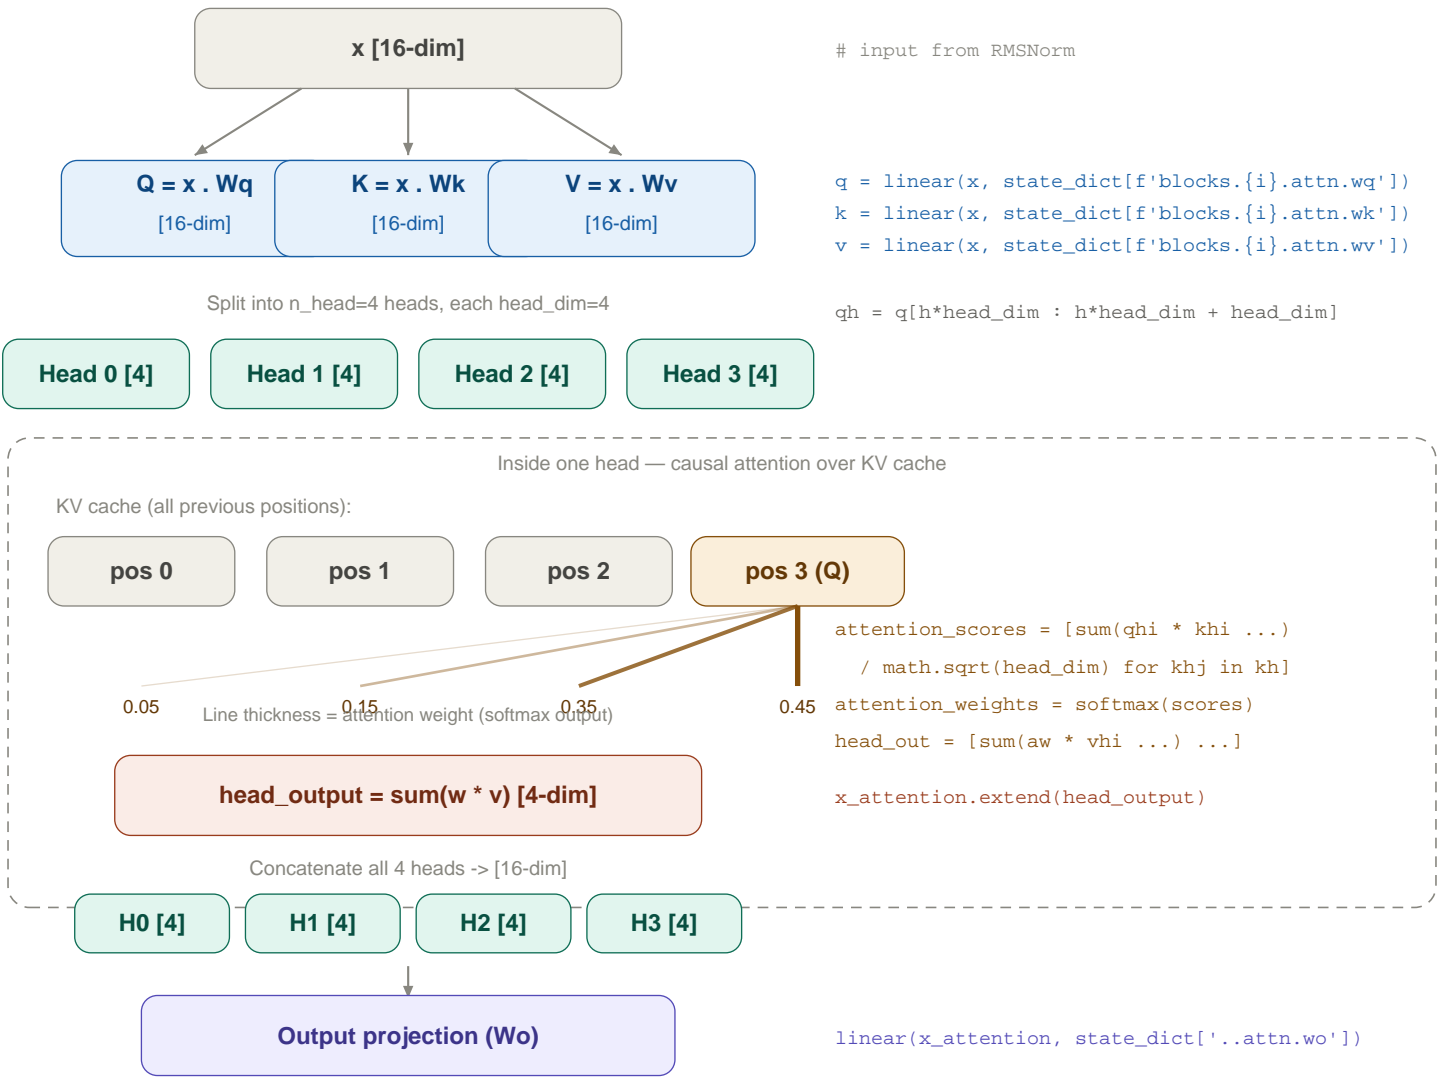 x [16-dim]
# input from RMSNorm
Q = x . Wq
[16-dim]
K = x . Wk
[16-dim]
V = x . Wv
[16-dim]
q = linear(x, state_dict[f'blocks.{i}.attn.wq'])
k = linear(x, state_dict[f'blocks.{i}.attn.wk'])
v = linear(x, state_dict[f'blocks.{i}.attn.wv'])
Split into n_head=4 heads, each head_dim=4
qh = q[h*head_dim : h*head_dim + head_dim]
Head 0 [4]
Head 1 [4]
Head 2 [4]
Head 3 [4]
Inside one head — causal attention over KV cache
KV cache (all previous positions):
pos 0
pos 1
pos 2
pos 3 (Q)
0.05
0.15
0.35
0.45
Line thickness = attention weight (softmax output)
attention_scores = [sum(qhi * khi ...)
/ math.sqrt(head_dim) for khj in kh]
attention_weights = softmax(scores)
head_out = [sum(aw * vhi ...) ...]
head_output = sum(w * v) [4-dim]
x_attention.extend(head_output)
Concatenate all 4 heads -> [16-dim]
H0 [4]
H1 [4]
H2 [4]
H3 [4]
Output projection (Wo)
linear(x_attention, state_dict['..attn.wo'])